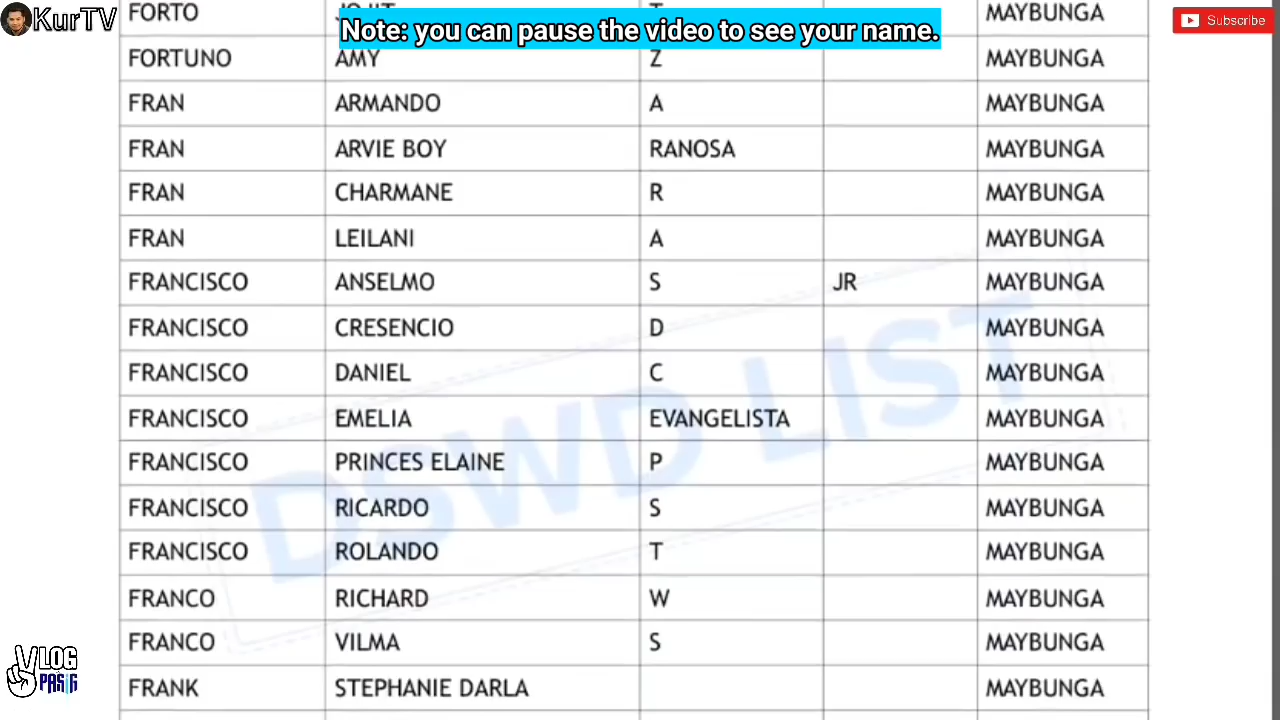 KurTV
Note: you can pause the video to see your name.
Subscribe
FORTO JOJIT T MAYBUNGA
FORTUNO AMY Z MAYBUNGA
FRAN ARMANDO A MAYBUNGA
FRAN ARVIE BOY RANOSA MAYBUNGA
FRAN CHARMANE R MAYBUNGA
FRAN LEILANI A MAYBUNGA
FRANCISCO ANSELMO S JR MAYBUNGA
FRANCISCO CRESENCIO D MAYBUNGA
FRANCISCO DANIEL C MAYBUNGA
FRANCISCO EMELIA EVANGELISTA MAYBUNGA
FRANCISCO PRINCES ELAINE P MAYBUNGA
FRANCISCO RICARDO S MAYBUNGA
FRANCISCO ROLANDO T MAYBUNGA
FRANCO RICHARD W MAYBUNGA
FRANCO VILMA S MAYBUNGA
FRANK STEPHANIE DARLA MAYBUNGA
DSWD LIST
VLOG
PASIG